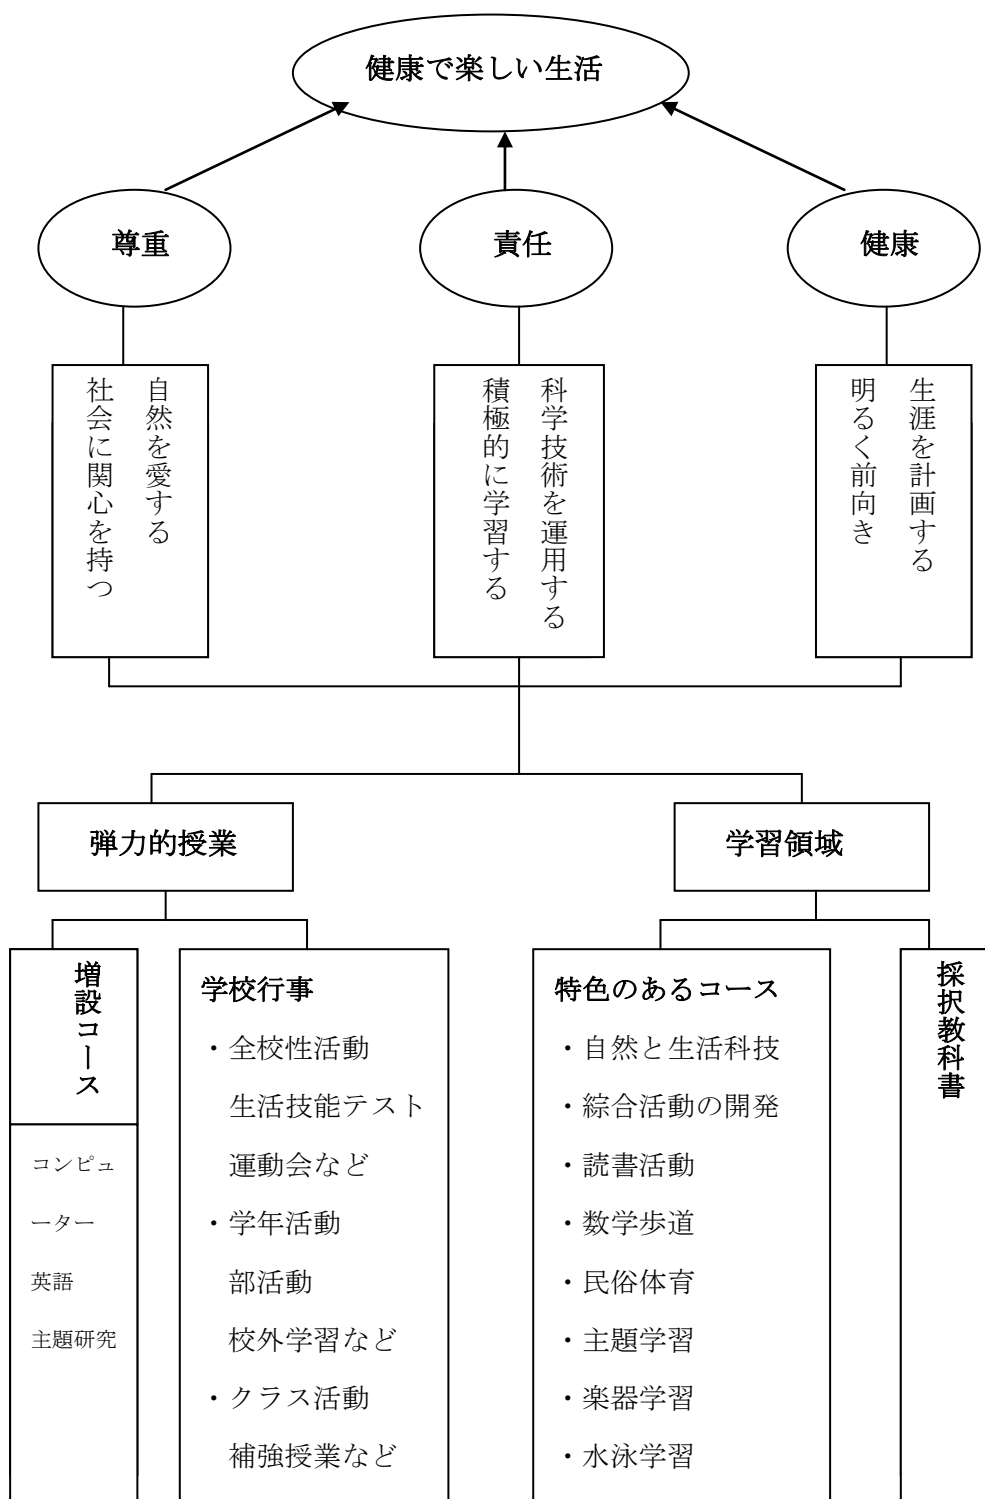 健康で楽しい生活
尊重
責任
健康
自然を愛する
社会に関心を持つ
科学技術を運用する
積極的に学習する
生涯を計画する
明るく前向き
弾力的授業
学習領域
増設コース
コンピュ
ーター
英語
主題研究
学校行事
・全校性活動
生活技能テスト
運動会など
・学年活動
部活動
校外学習など
・クラス活動
補強授業など
特色のあるコース
・自然と生活科技
・綜合活動の開発
・読書活動
・数学歩道
・民俗体育
・主題学習
・楽器学習
・水泳学習
採択教科書